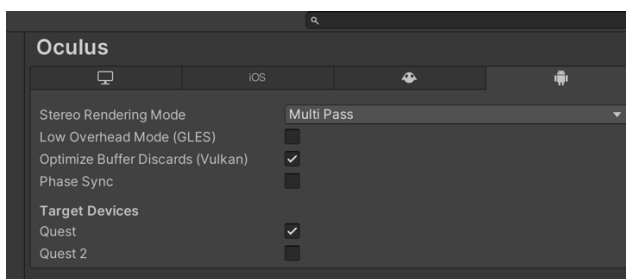 Oculus
iOS
Stereo Rendering Mode Multi Pass
Low Overhead Mode (GLES)
Optimize Buffer Discards (Vulkan)
Phase Sync
Target Devices
Quest
Quest 2